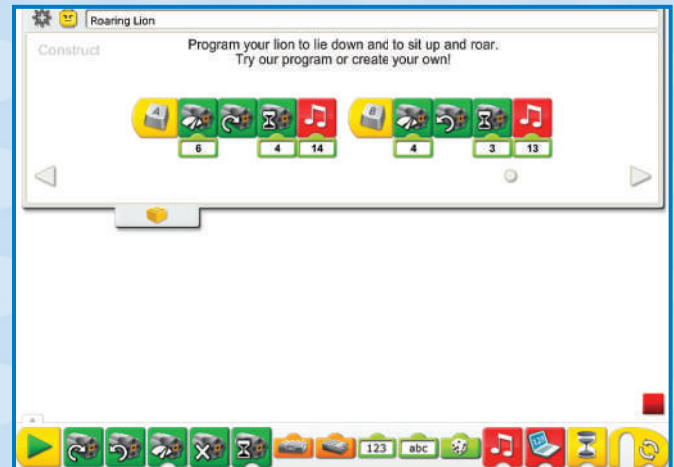 Roaring Lion
Construct
Program your lion to lie down and to sit up and roar.
Try our program or create your own!
A B
6 4 14 4 3 13
123 abc 123